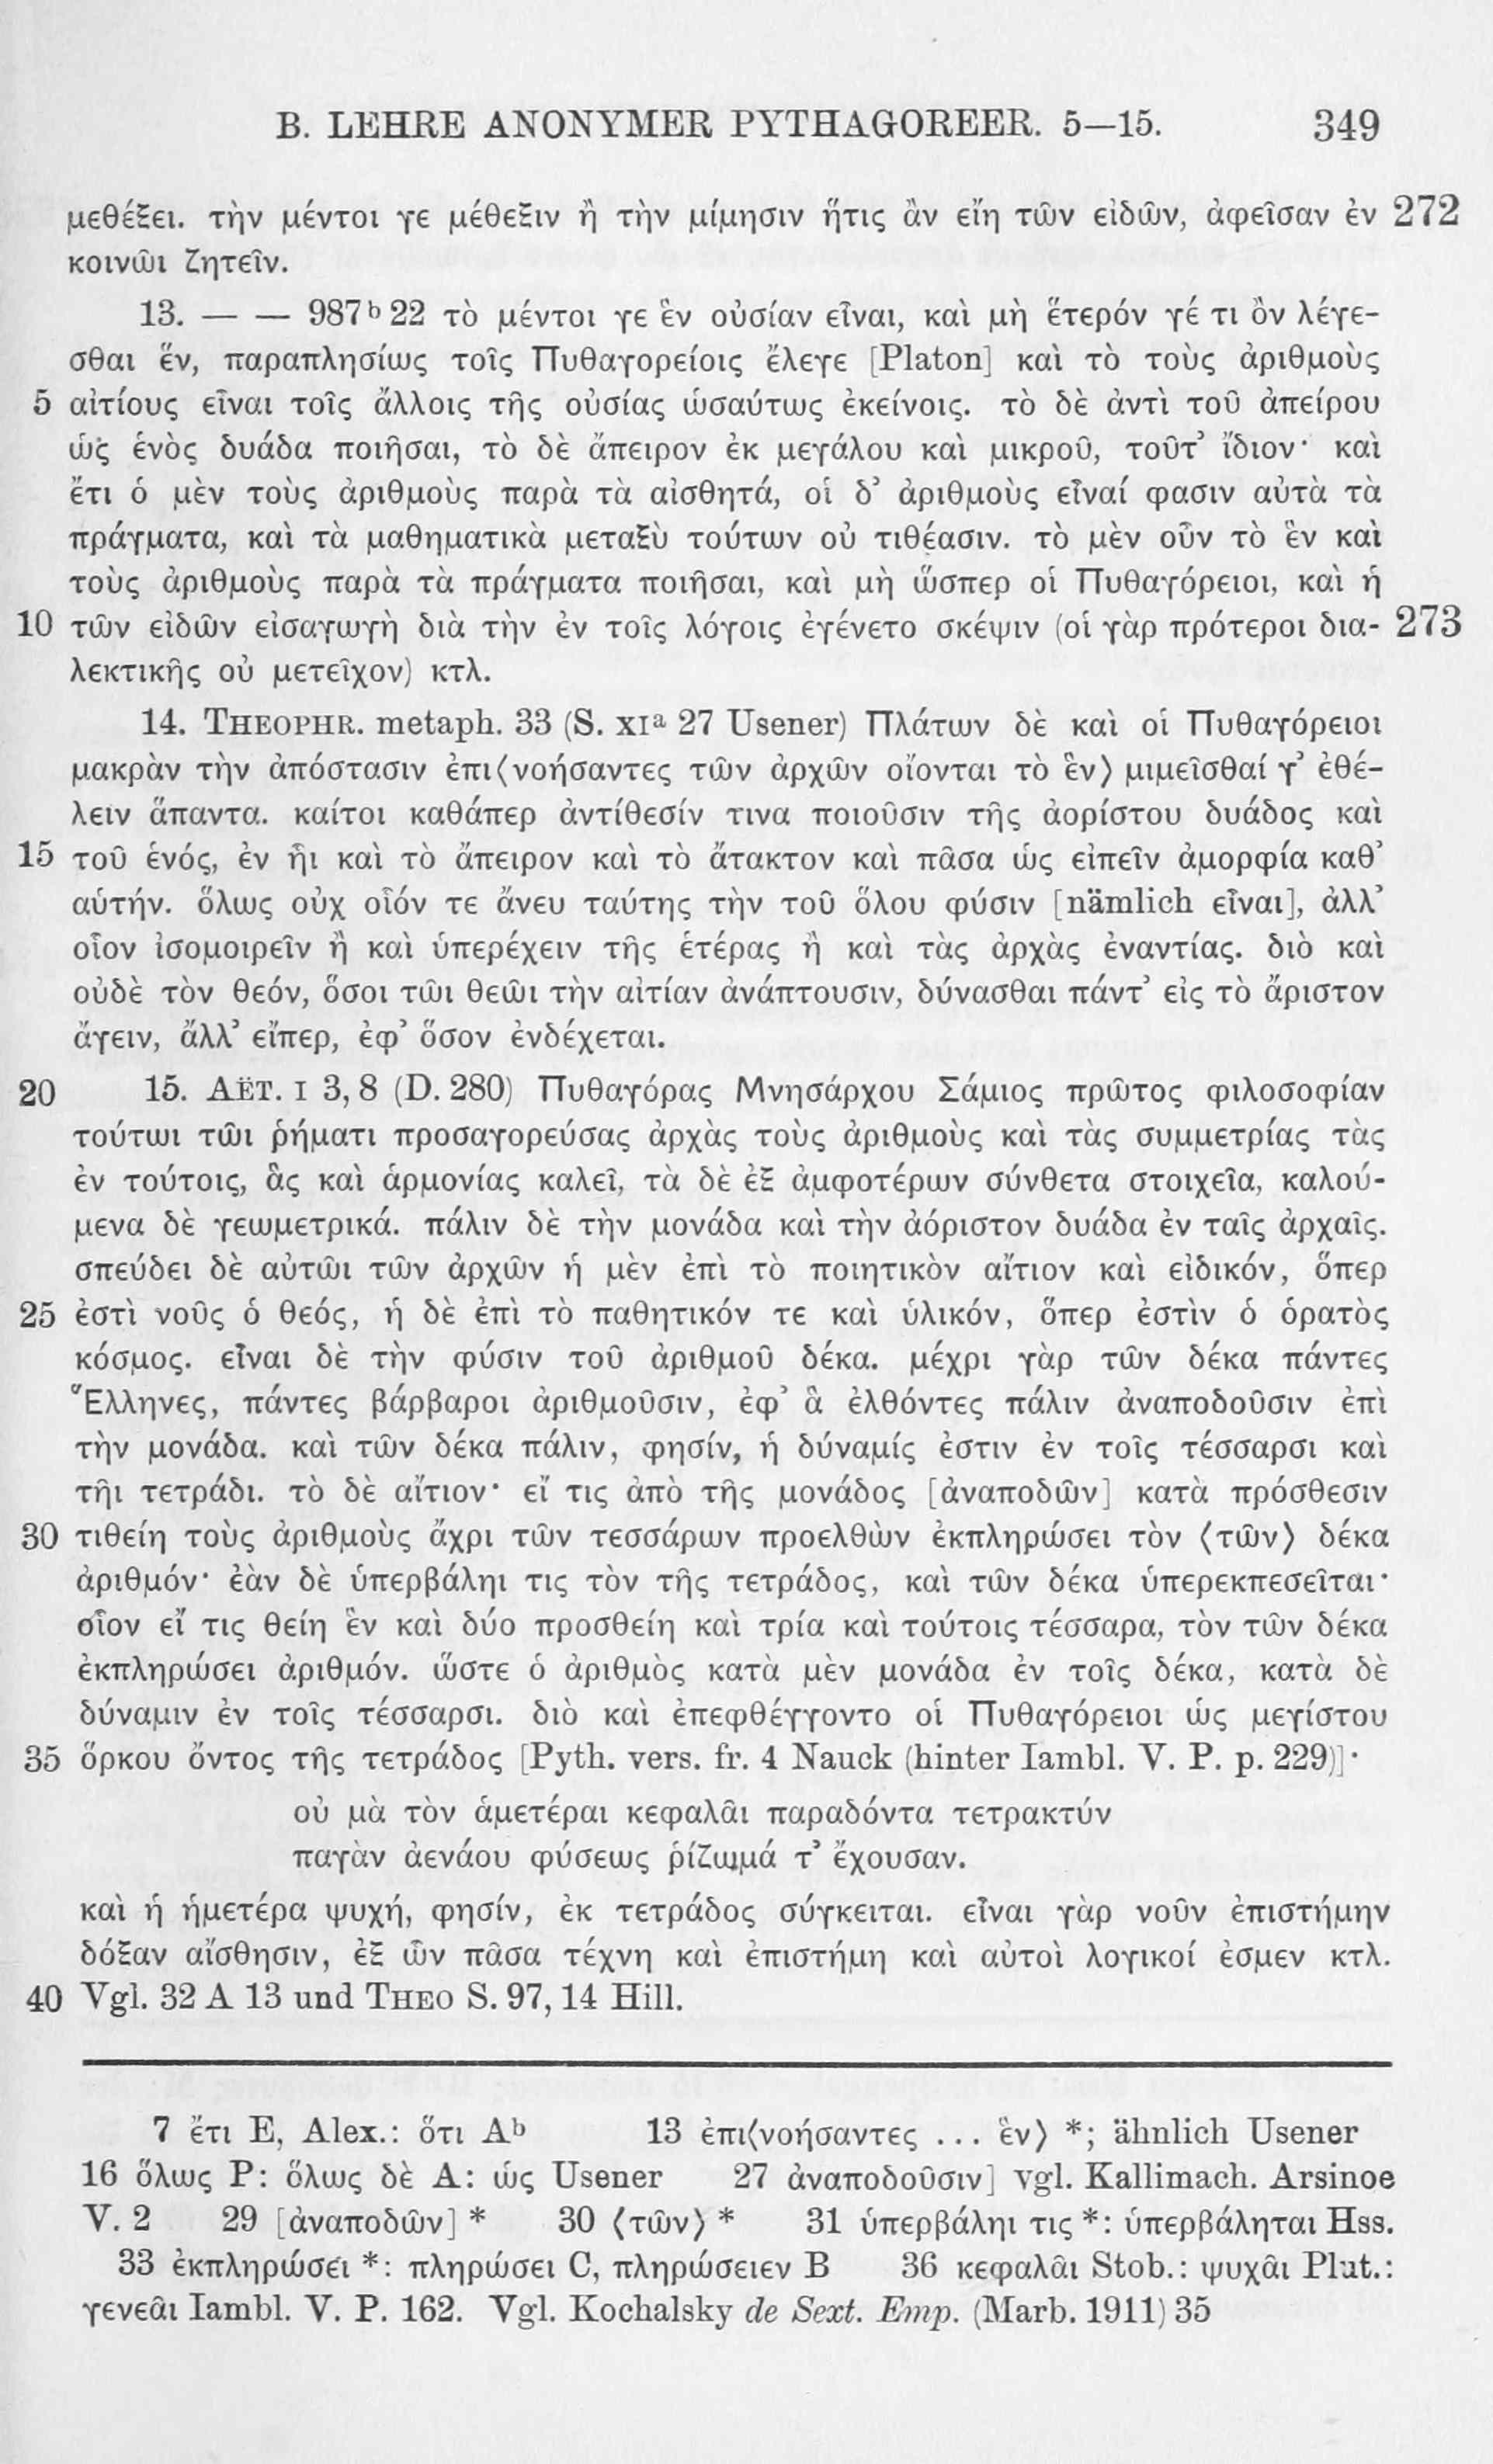 B. LEHRE ANONYMER PYTHAGOREER. 5—15. 349
μεθέξει. τὴν μέντοι γε μέθεξιν ἢ τὴν μίμησιν ἥτις ἂν εἴη τῶν εἰδῶν, ἀφεῖσαν ἐν 272
κοινῶι ζητεῖν.
13. — — 987ᵇ 22 τὸ μέντοι γε ἓν οὐσίαν εἶναι, καὶ μὴ ἕτερόν γέ τι ὂν λέγε-
σθαι ἕν, παραπλησίως τοῖς Πυθαγορείοις ἔλεγε [Platon] καὶ τὸ τοὺς ἀριθμοὺς
5 αἰτίους εἶναι τοῖς ἄλλοις τῆς οὐσίας ὡσαύτως ἐκείνοις. τὸ δὲ ἀντὶ τοῦ ἀπείρου
ὡς ἑνὸς δυάδα ποιῆσαι, τὸ δὲ ἄπειρον ἐκ μεγάλου καὶ μικροῦ, τοῦτ’ ἴδιον· καὶ
ἔτι ὁ μὲν τοὺς ἀριθμοὺς παρὰ τὰ αἰσθητά, οἱ δ’ ἀριθμοὺς εἶναί φασιν αὐτὰ τὰ
πράγματα, καὶ τὰ μαθηματικὰ μεταξὺ τούτων οὐ τιθέασιν. τὸ μὲν οὖν τὸ ἓν καὶ
τοὺς ἀριθμοὺς παρὰ τὰ πράγματα ποιῆσαι, καὶ μὴ ὥσπερ οἱ Πυθαγόρειοι, καὶ ἡ
10 τῶν εἰδῶν εἰσαγωγὴ διὰ τὴν ἐν τοῖς λόγοις ἐγένετο σκέψιν (οἱ γὰρ πρότεροι δια- 273
λεκτικῆς οὐ μετεῖχον) κτλ.
14. THEOPHR. metaph. 33 (S. XIᵃ 27 Usener) Πλάτων δὲ καὶ οἱ Πυθαγόρειοι
μακρὰν τὴν ἀπόστασιν ἐπι⟨νοήσαντες τῶν ἀρχῶν οἴονται τὸ ἓν⟩ μιμεῖσθαί γ’ ἐθέ-
λειν ἅπαντα. καίτοι καθάπερ ἀντίθεσίν τινα ποιοῦσιν τῆς ἀορίστου δυάδος καὶ
15 τοῦ ἑνός, ἐν ἧι καὶ τὸ ἄπειρον καὶ τὸ ἄτακτον καὶ πᾶσα ὡς εἰπεῖν ἀμορφία καθ’
αὑτήν. ὅλως οὐχ οἷόν τε ἄνευ ταύτης τὴν τοῦ ὅλου φύσιν [nämlich εἶναι], ἀλλ’
οἷον ἰσομοιρεῖν ἢ καὶ ὑπερέχειν τῆς ἑτέρας ἢ καὶ τὰς ἀρχὰς ἐναντίας. διὸ καὶ
οὐδὲ τὸν θεόν, ὅσοι τῶι θεῶι τὴν αἰτίαν ἀνάπτουσιν, δύνασθαι πάντ’ εἰς τὸ ἄριστον
ἄγειν, ἄλλ’ εἴπερ, ἐφ’ ὅσον ἐνδέχεται.
20 15. AËT. I 3, 8 (D. 280) Πυθαγόρας Μνησάρχου Σάμιος πρῶτος φιλοσοφίαν
τούτωι τῶι ῥήματι προσαγορεύσας ἀρχὰς τοὺς ἀριθμοὺς καὶ τὰς συμμετρίας τὰς
ἐν τούτοις, ἃς καὶ ἁρμονίας καλεῖ, τὰ δὲ ἐξ ἀμφοτέρων σύνθετα στοιχεῖα, καλού-
μενα δὲ γεωμετρικά. πάλιν δὲ τὴν μονάδα καὶ τὴν ἀόριστον δυάδα ἐν ταῖς ἀρχαῖς.
σπεύδει δὲ αὐτῶι τῶν ἀρχῶν ἡ μὲν ἐπὶ τὸ ποιητικὸν αἴτιον καὶ εἰδικόν, ὅπερ
25 ἐστὶ νοῦς ὁ θεός, ἡ δὲ ἐπὶ τὸ παθητικόν τε καὶ ὑλικόν, ὅπερ ἐστὶν ὁ ὁρατὸς
κόσμος. εἶναι δὲ τὴν φύσιν τοῦ ἀριθμοῦ δέκα. μέχρι γὰρ τῶν δέκα πάντες
Ἕλληνες, πάντες βάρβαροι ἀριθμοῦσιν, ἐφ’ ἃ ἐλθόντες πάλιν ἀναποδοῦσιν ἐπὶ
τὴν μονάδα. καὶ τῶν δέκα πάλιν, φησίν, ἡ δύναμίς ἐστιν ἐν τοῖς τέσσαρσι καὶ
τῆι τετράδι. τὸ δὲ αἴτιον· εἴ τις ἀπὸ τῆς μονάδος [ἀναποδῶν] κατὰ πρόσθεσιν
30 τιθείη τοὺς ἀριθμοὺς ἄχρι τῶν τεσσάρων προελθὼν ἐκπληρώσει τὸν ⟨τῶν⟩ δέκα
ἀριθμόν· ἐὰν δὲ ὑπερβάληι τις τὸν τῆς τετράδος, καὶ τῶν δέκα ὑπερεκπεσεῖται·
οἷον εἴ τις θείη ἓν καὶ δύο προσθείη καὶ τρία καὶ τούτοις τέσσαρα, τὸν τῶν δέκα
ἐκπληρώσει ἀριθμόν. ὥστε ὁ ἀριθμὸς κατὰ μὲν μονάδα ἐν τοῖς δέκα, κατὰ δὲ
δύναμιν ἐν τοῖς τέσσαρσι. διὸ καὶ ἐπεφθέγγοντο οἱ Πυθαγόρειοι ὡς μεγίστου
35 ὅρκου ὄντος τῆς τετράδος [Pyth. vers. fr. 4 Nauck (hinter Iambl. V. P. p. 229)]·
οὐ μὰ τὸν ἁμετέραι κεφαλᾶι παραδόντα τετρακτύν
παγὰν ἀενάου φύσεως ῥίζωμά τ’ ἔχουσαν.
καὶ ἡ ἡμετέρα ψυχή, φησίν, ἐκ τετράδος σύγκειται. εἶναι γὰρ νοῦν ἐπιστήμην
δόξαν αἴσθησιν, ἐξ ὧν πᾶσα τέχνη καὶ ἐπιστήμη καὶ αὐτοὶ λογικοί ἐσμεν κτλ.
40 Vgl. 32 A 13 und THEO S. 97, 14 Hill.
7 ἔτι E, Alex.: ὅτι Aᵇ 13 ἐπι⟨νοήσαντες ... ἓν⟩ *; ähnlich Usener
16 ὅλως P: ὅλως δὲ A: ὡς Usener 27 ἀναποδοῦσιν] vgl. Kallimach. Arsinoe
V. 2 29 [ἀναποδῶν] * 30 ⟨τῶν⟩ * 31 ὑπερβάληι τις *: ὑπερβάληται Hss.
33 ἐκπληρώσει *: πληρώσει C, πληρώσειεν B 36 κεφαλᾶι Stob.: ψυχᾶι Plut.:
γενεᾶι Iambl. V. P. 162. Vgl. Kochalsky de Sext. Emp. (Marb. 1911) 35